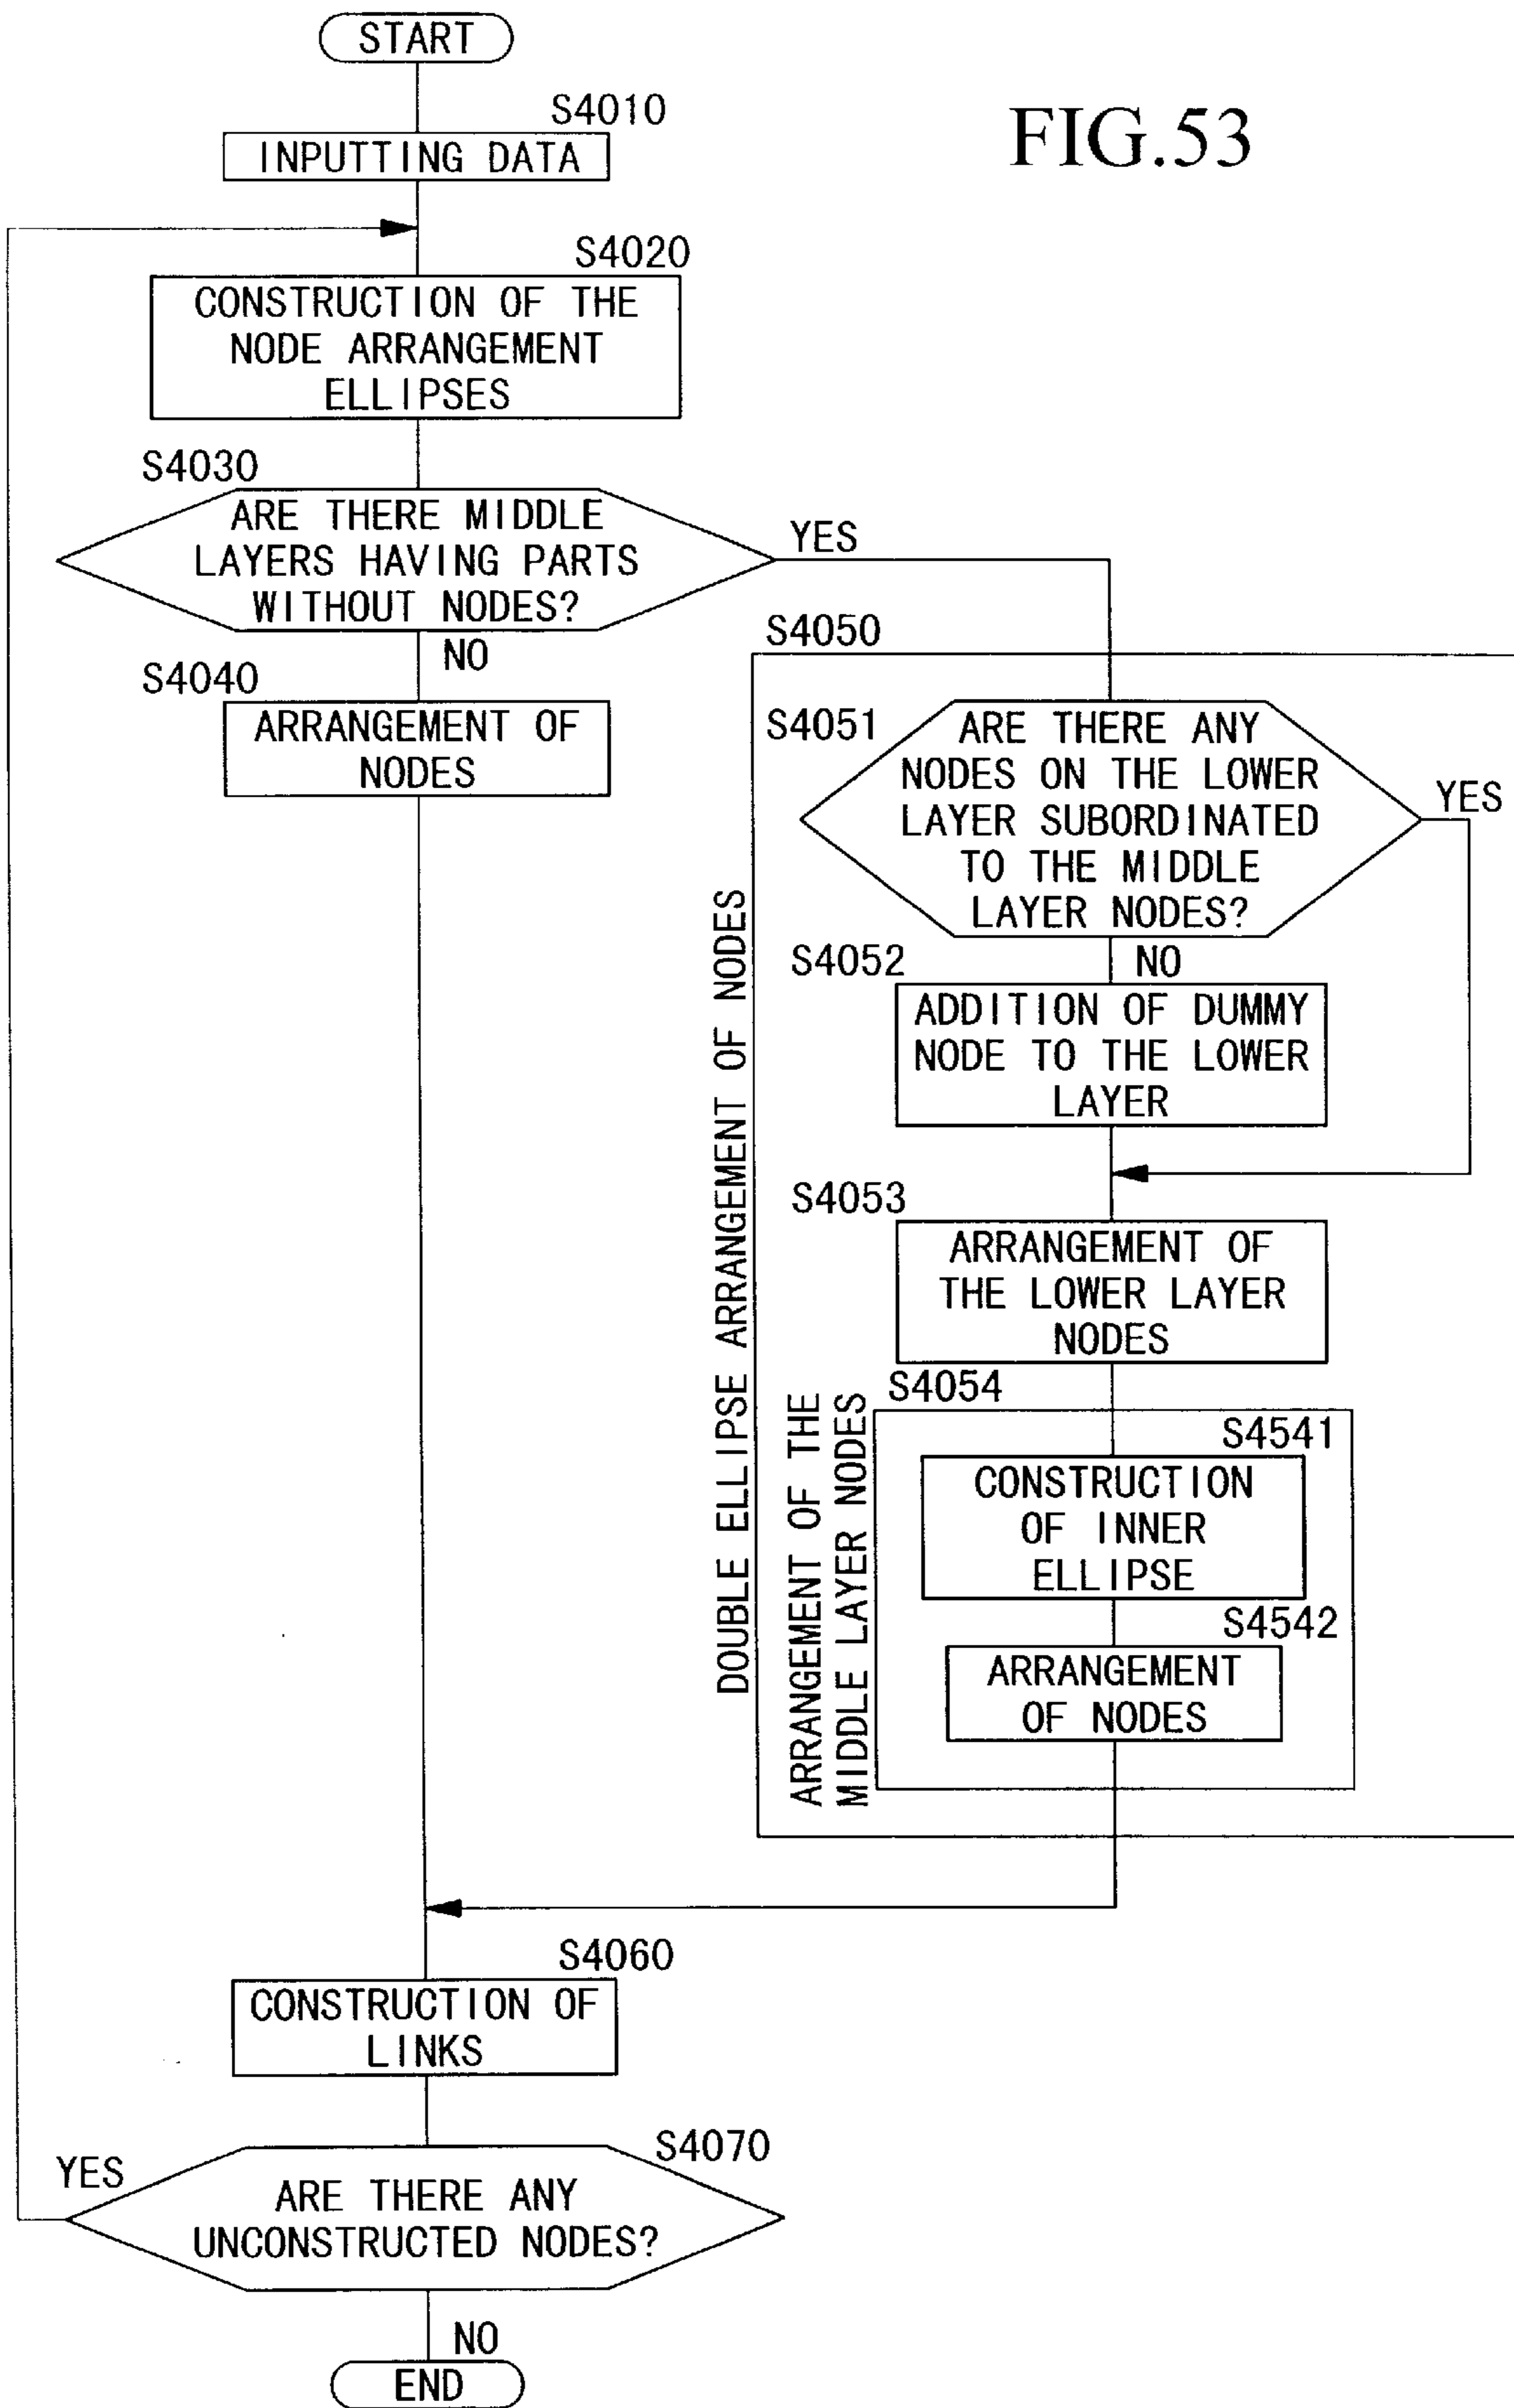 START
FIG.53
S4010
INPUTTING DATA
S4020
CONSTRUCTION OF THE
NODE ARRANGEMENT
ELLIPSES
S4030
ARE THERE MIDDLE
LAYERS HAVING PARTS
WITHOUT NODES?
YES
NO
S4040
ARRANGEMENT OF
NODES
S4050
DOUBLE ELLIPSE ARRANGEMENT OF NODES
S4051
ARE THERE ANY
NODES ON THE LOWER
LAYER SUBORDINATED
TO THE MIDDLE
LAYER NODES?
YES
NO
S4052
ADDITION OF DUMMY
NODE TO THE LOWER
LAYER
S4053
ARRANGEMENT OF
THE LOWER LAYER
NODES
S4054
ARRANGEMENT OF THE
MIDDLE LAYER NODES
S4541
CONSTRUCTION
OF INNER
ELLIPSE
S4542
ARRANGEMENT
OF NODES
S4060
CONSTRUCTION OF
LINKS
S4070
YES
ARE THERE ANY
UNCONSTRUCTED NODES?
NO
END